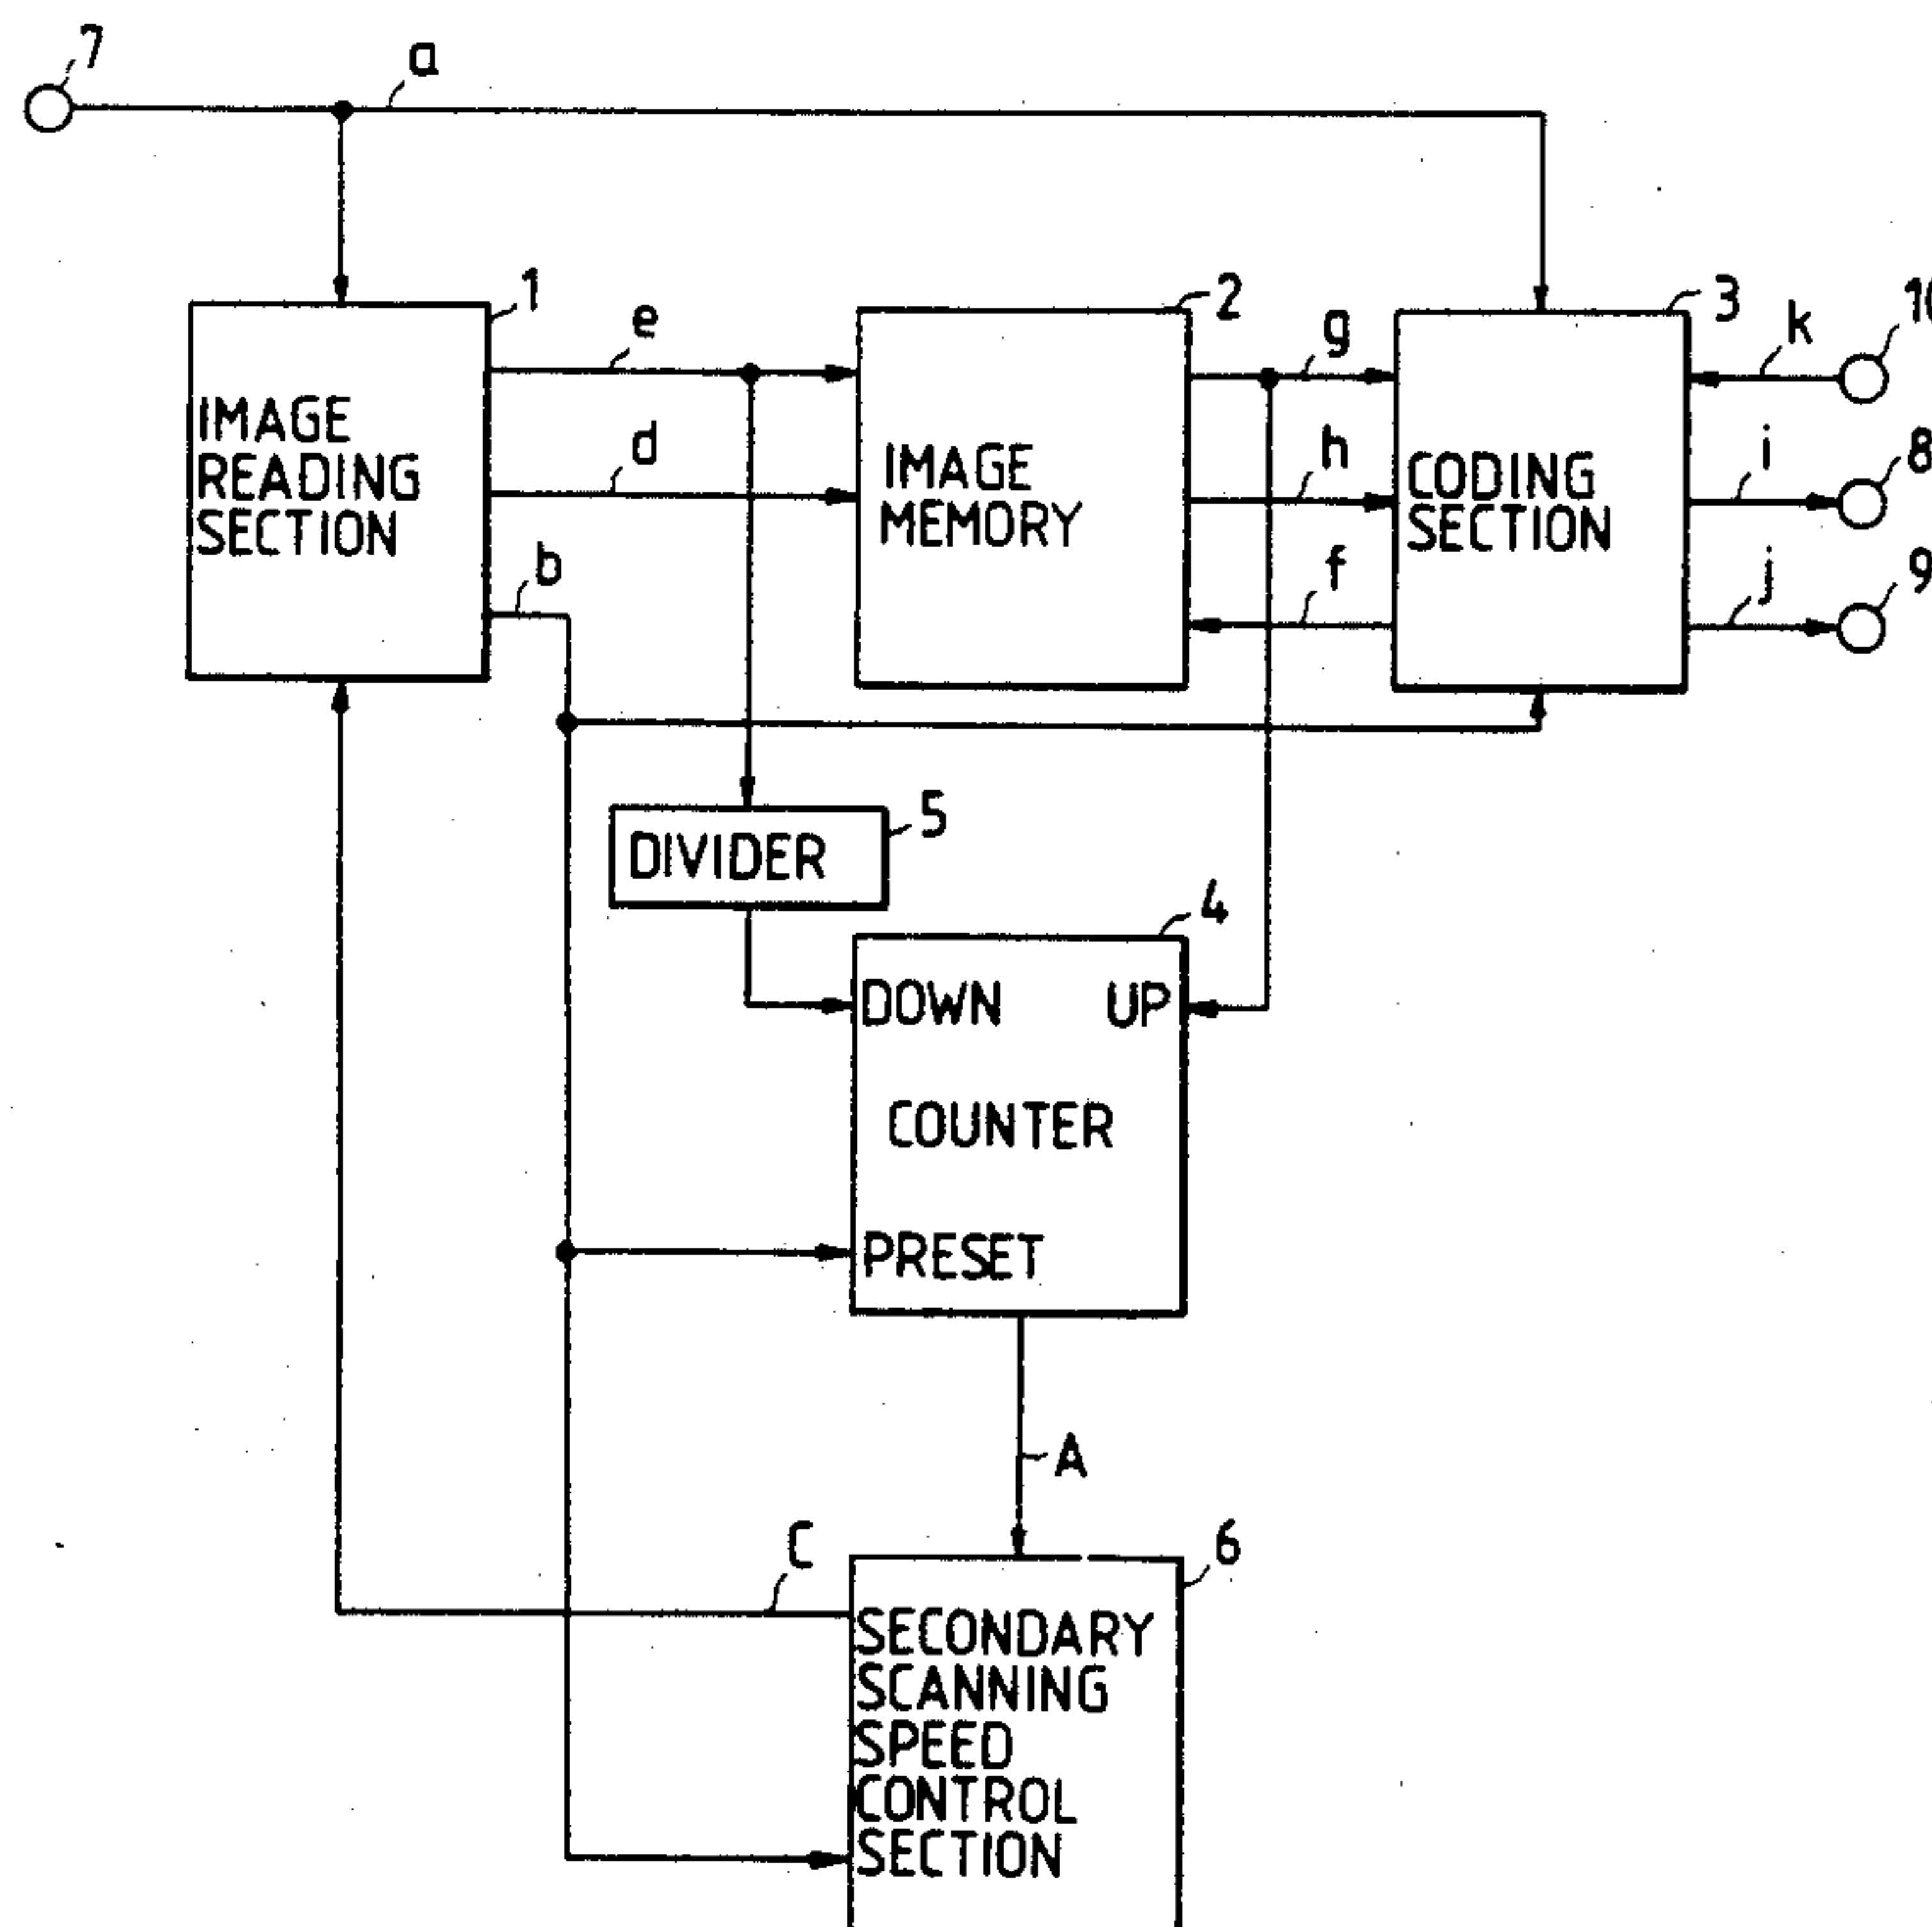 7
a
1
e
2
g
3
k
10
IMAGE
READING
SECTION
d
IMAGE
MEMORY
h
CODING
SECTION
i
8
b
f
j
9
DIVIDER
5
4
DOWN UP
COUNTER
PRESET
A
C
6
SECONDARY
SCANNING
SPEED
CONTROL
SECTION